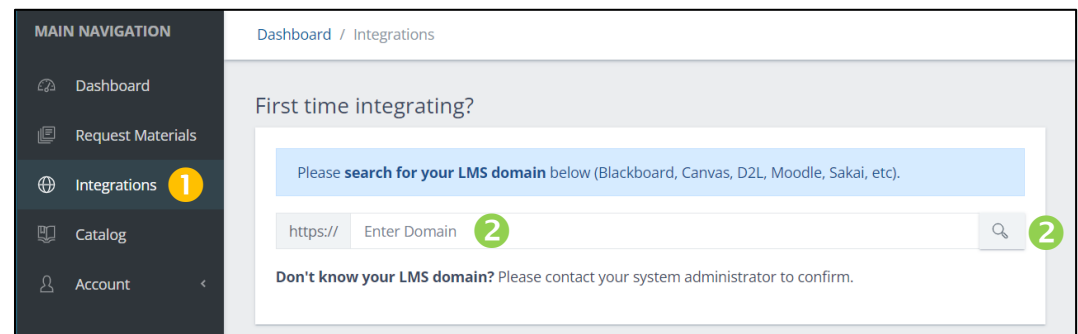 MAIN NAVIGATION
Dashboard
Request Materials
Integrations 1
Catalog
Account
Dashboard / Integrations
First time integrating?
Please search for your LMS domain below (Blackboard, Canvas, D2L, Moodle, Sakai, etc).
https:// Enter Domain 2 2
Don't know your LMS domain? Please contact your system administrator to confirm.